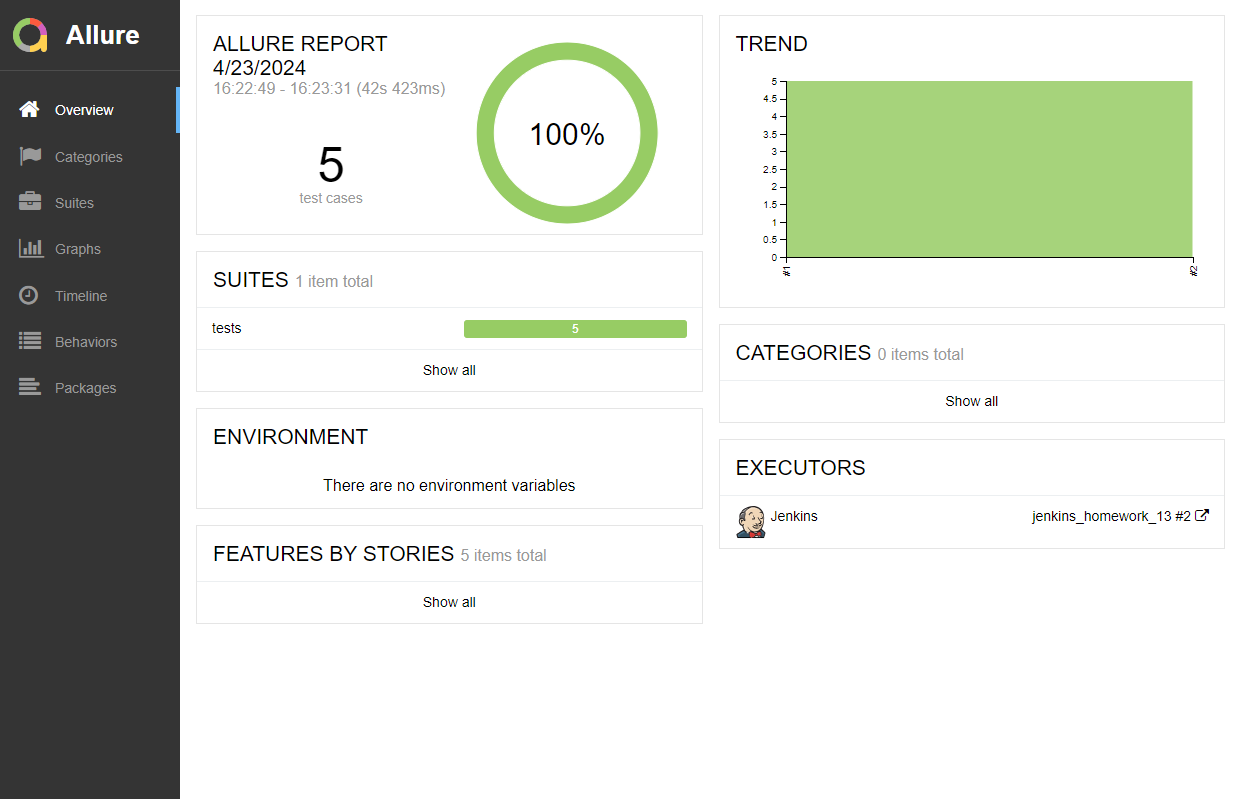 Allure
Overview
Categories
Suites
Graphs
Timeline
Behaviors
Packages
ALLURE REPORT
4/23/2024
16:22:49 - 16:23:31 (42s 423ms)
5
test cases
100%
SUITES 1 item total
tests 5
Show all
ENVIRONMENT
There are no environment variables
FEATURES BY STORIES 5 items total
Show all
TREND
5
4.5
4
3.5
3
2.5
2
1.5
1
0.5
0
#1
#2
CATEGORIES 0 items total
Show all
EXECUTORS
Jenkins jenkins_homework_13 #2